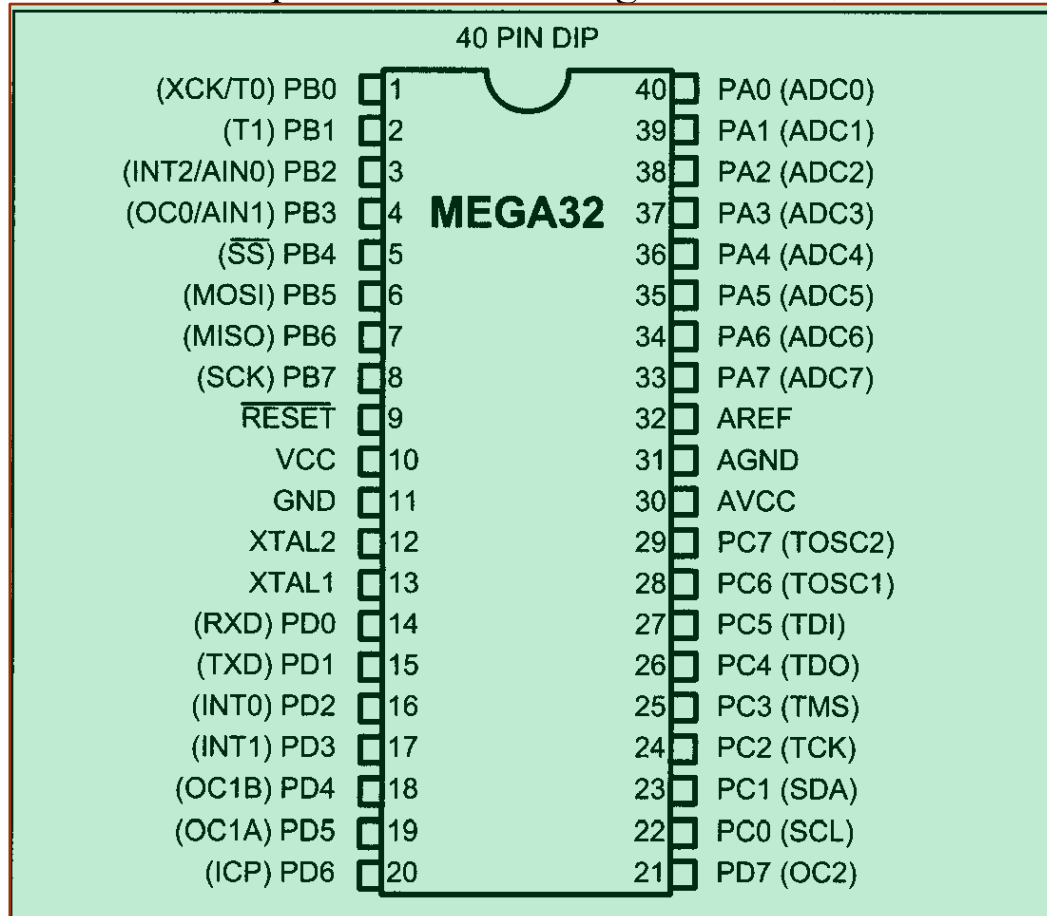 40 PIN DIP
(XCK/T0) PB0 1 40 PA0 (ADC0)
(T1) PB1 2 39 PA1 (ADC1)
(INT2/AIN0) PB2 3 38 PA2 (ADC2)
(OC0/AIN1) PB3 4 MEGA32 37 PA3 (ADC3)
(S̅S̅) PB4 5 36 PA4 (ADC4)
(MOSI) PB5 6 35 PA5 (ADC5)
(MISO) PB6 7 34 PA6 (ADC6)
(SCK) PB7 8 33 PA7 (ADC7)
R̅E̅S̅E̅T̅ 9 32 AREF
VCC 10 31 AGND
GND 11 30 AVCC
XTAL2 12 29 PC7 (TOSC2)
XTAL1 13 28 PC6 (TOSC1)
(RXD) PD0 14 27 PC5 (TDI)
(TXD) PD1 15 26 PC4 (TDO)
(INT0) PD2 16 25 PC3 (TMS)
(INT1) PD3 17 24 PC2 (TCK)
(OC1B) PD4 18 23 PC1 (SDA)
(OC1A) PD5 19 22 PC0 (SCL)
(ICP) PD6 20 21 PD7 (OC2)